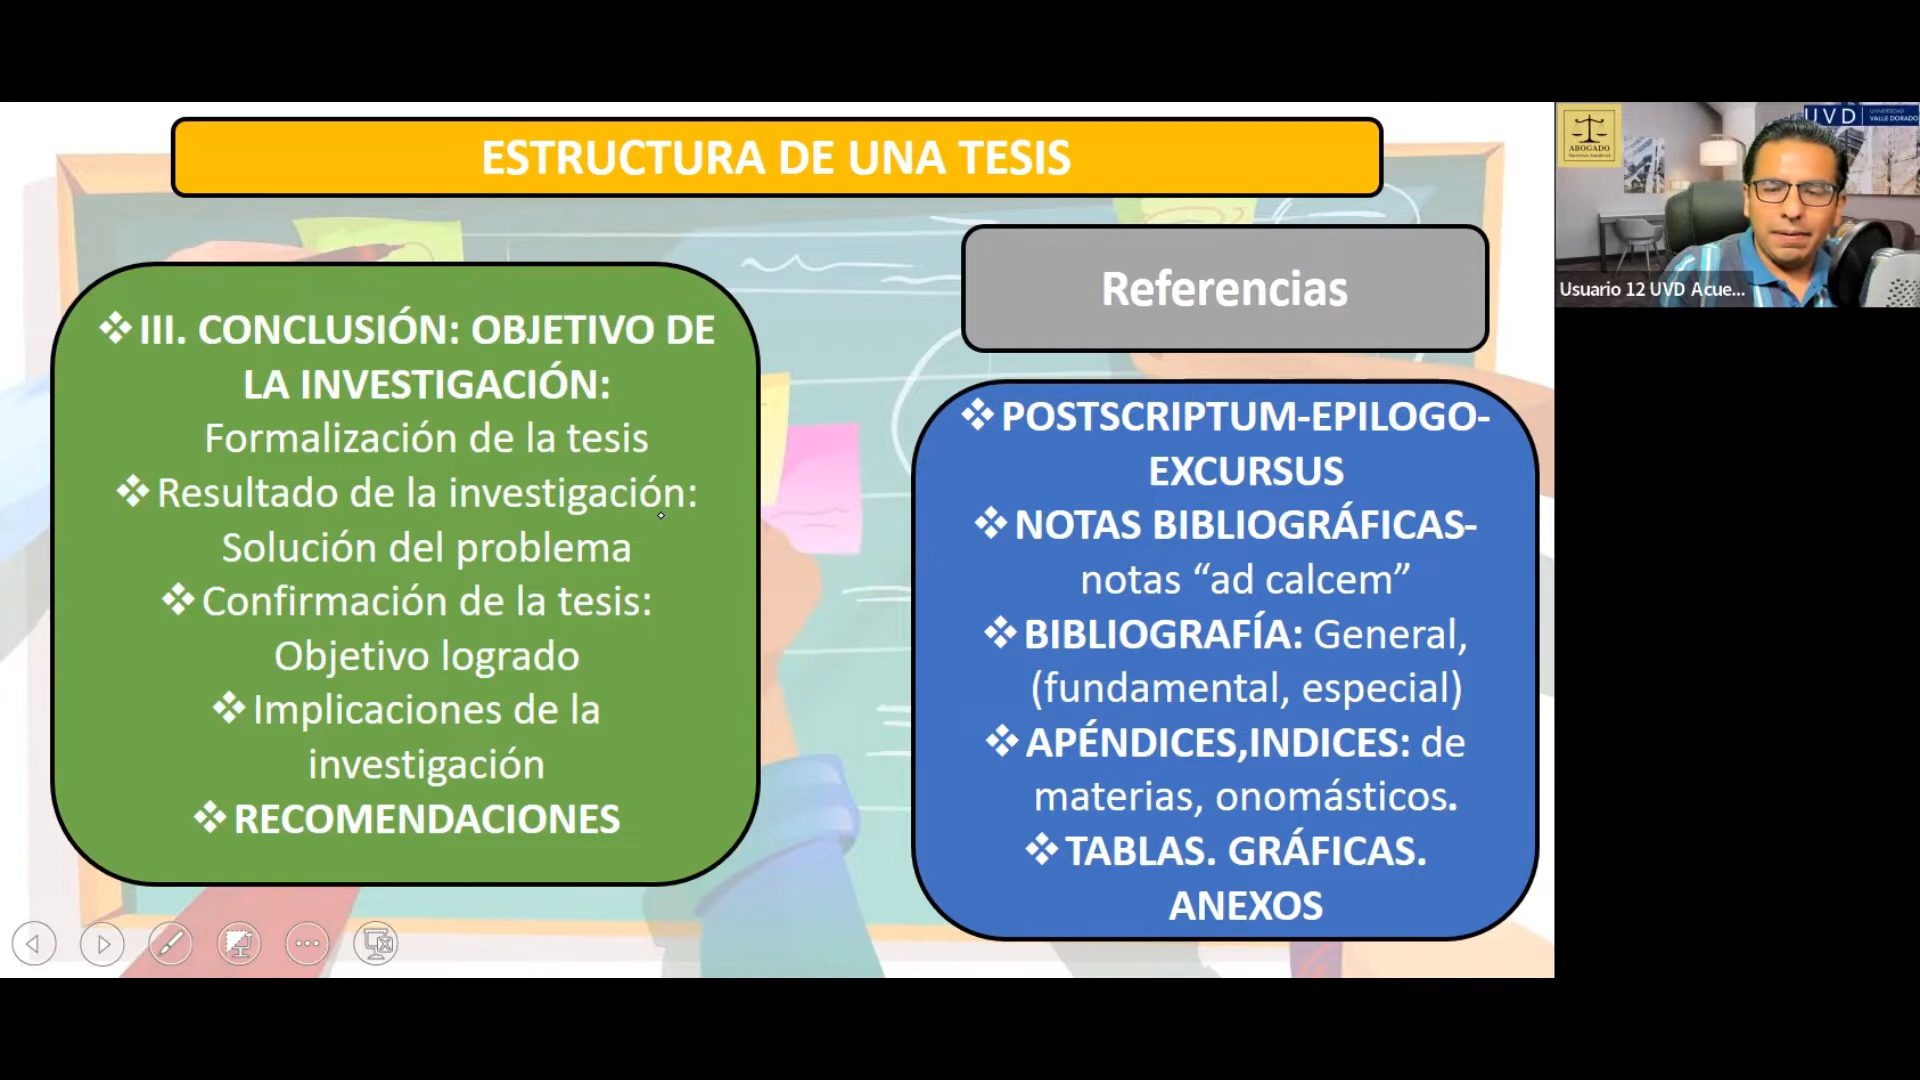 ESTRUCTURA DE UNA TESIS
❖III. CONCLUSIÓN: OBJETIVO DE
LA INVESTIGACIÓN:
Formalización de la tesis
❖Resultado de la investigación:
Solución del problema
❖Confirmación de la tesis:
Objetivo logrado
❖Implicaciones de la
investigación
❖RECOMENDACIONES
Referencias
❖POSTSCRIPTUM-EPILOGO-
EXCURSUS
❖NOTAS BIBLIOGRÁFICAS-
notas “ad calcem”
❖BIBLIOGRAFÍA: General,
(fundamental, especial)
❖APÉNDICES,INDICES: de
materias, onomásticos.
❖TABLAS. GRÁFICAS.
ANEXOS
ABOGADO
UVD
UNIVERSIDAD
VALLE DORADO
Usuario 12 UVD Acue...